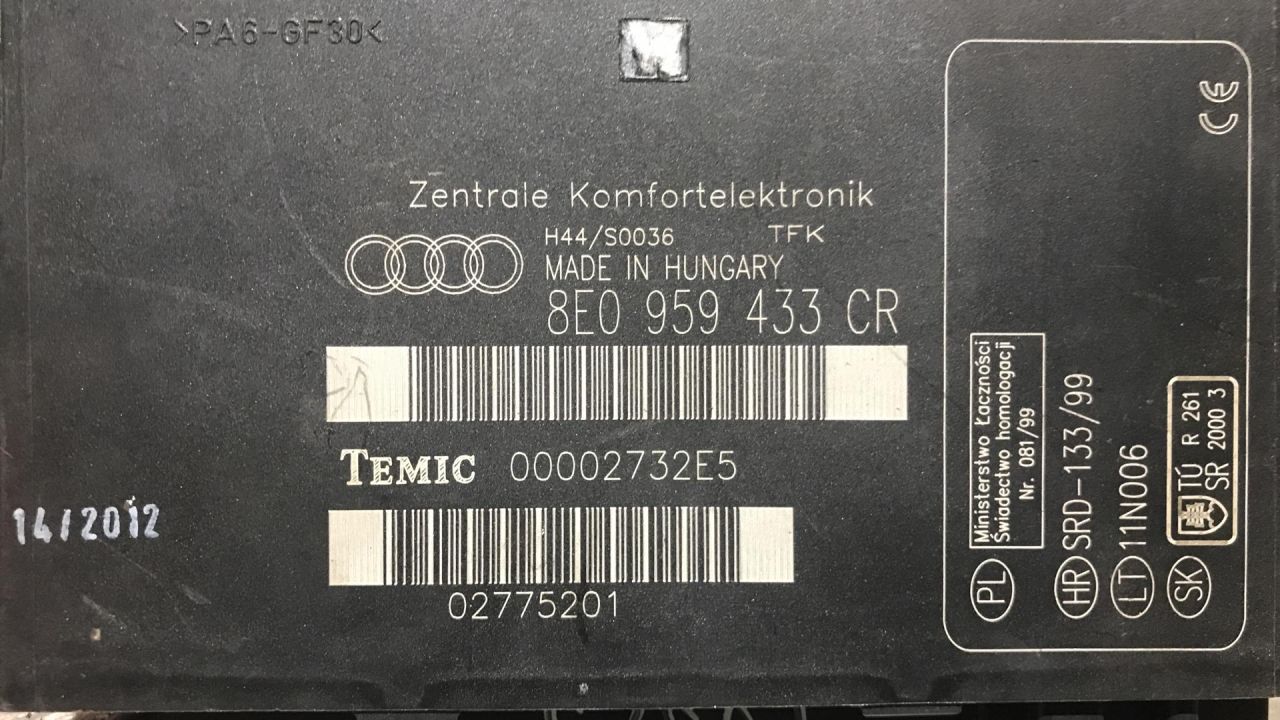 >PA6-GF30<
Zentrale Komfortelektronik
H44/S0036 TFK
MADE IN HUNGARY
8E0 959 433 CR
TEMIC 00002732E5
02775201
14/2012
CE
PL Ministerstwo Łączności
Świadectwo homologacji
Nr. 081/99
HR SRD-133/99
LT 11N006
SK TÚ R 261
SR 2000 3